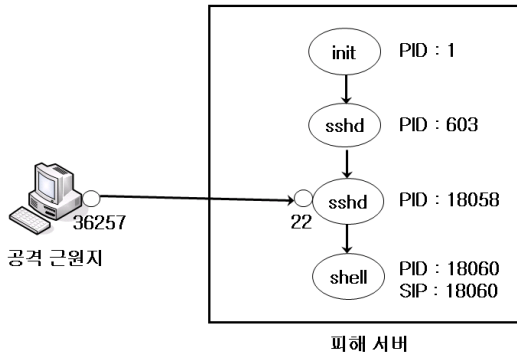 init PID : 1
sshd PID : 603
36257
22
sshd PID : 18058
공격 근원지
shell PID : 18060
SIP : 18060
피해 서버